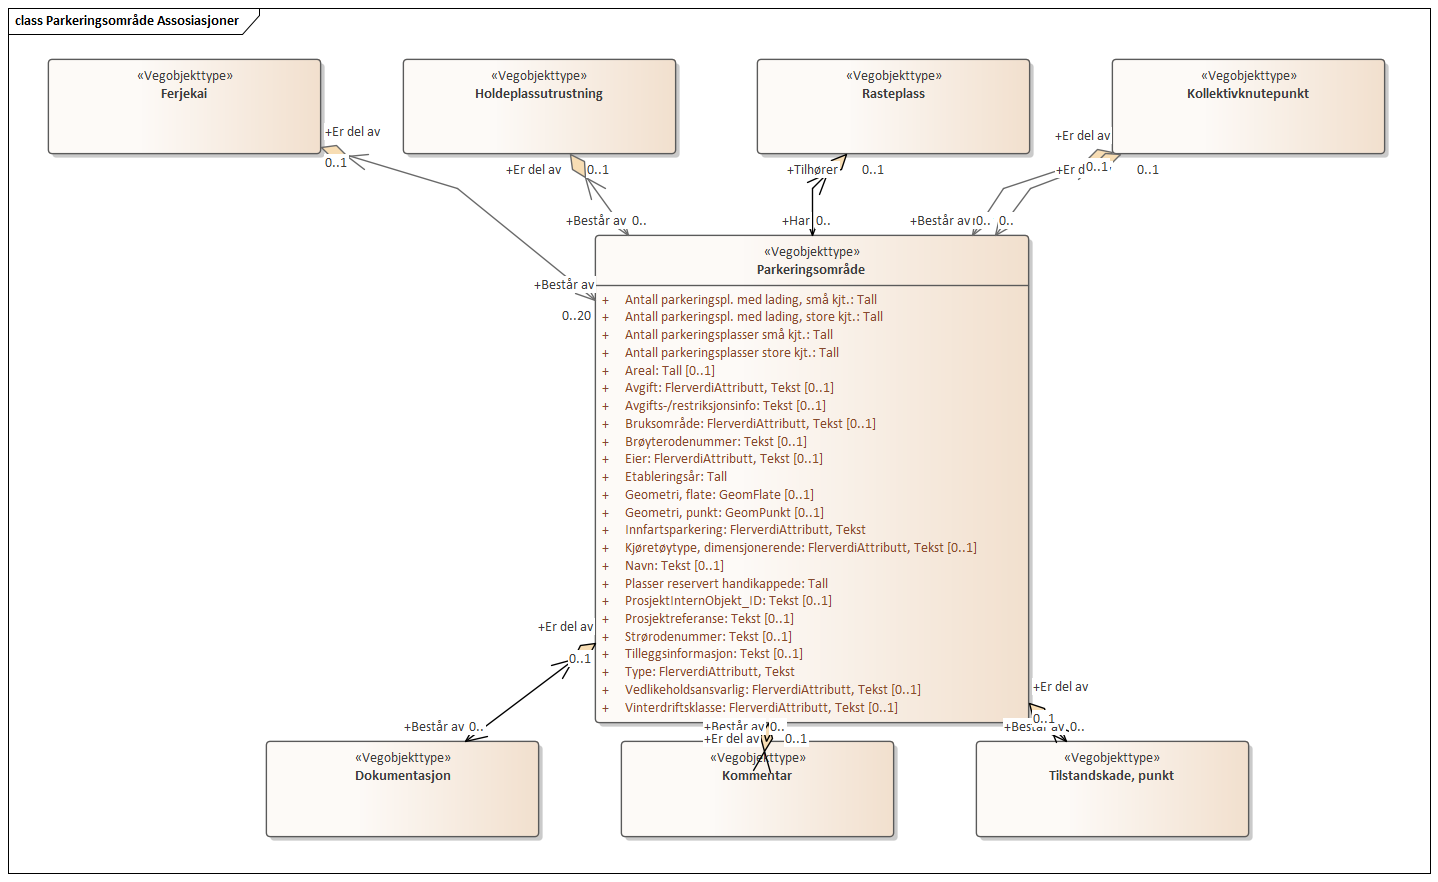 class Parkeringsområde Assosiasjoner
«Vegobjekttype»
Ferjekai
«Vegobjekttype»
Holdeplassutrustning
«Vegobjekttype»
Rasteplass
«Vegobjekttype»
Kollektivknutepunkt
+Er del av
0..1
+Er del av
0..1
+Tilhører
0..1
+Er del av
+Er d
0..1
0..1
+Består av 0..
+Har 0..
+Består av
0..
0..
+Består av
0..20
«Vegobjekttype»
Parkeringsområde
+ Antall parkeringspl. med lading, små kjt.: Tall
+ Antall parkeringspl. med lading, store kjt.: Tall
+ Antall parkeringsplasser små kjt.: Tall
+ Antall parkeringsplasser store kjt.: Tall
+ Areal: Tall [0..1]
+ Avgift: FlerverdiAttributt, Tekst [0..1]
+ Avgifts-/restriksjonsinfo: Tekst [0..1]
+ Bruksområde: FlerverdiAttributt, Tekst [0..1]
+ Brøyterodenummer: Tekst [0..1]
+ Eier: FlerverdiAttributt, Tekst [0..1]
+ Etableringsår: Tall
+ Geometri, flate: GeomFlate [0..1]
+ Geometri, punkt: GeomPunkt [0..1]
+ Innfartsparkering: FlerverdiAttributt, Tekst
+ Kjøretøytype, dimensjonerende: FlerverdiAttributt, Tekst [0..1]
+ Navn: Tekst [0..1]
+ Plasser reservert handikappede: Tall
+ ProsjektInternObjekt_ID: Tekst [0..1]
+ Prosjektreferanse: Tekst [0..1]
+ Strørodenummer: Tekst [0..1]
+ Tilleggsinformasjon: Tekst [0..1]
+ Type: FlerverdiAttributt, Tekst
+ Vedlikeholdsansvarlig: FlerverdiAttributt, Tekst [0..1]
+ Vinterdriftsklasse: FlerverdiAttributt, Tekst [0..1]
+Er del av
0..1
+Består av 0..
+Består av 0..
+Er del av
0..1
+Er del av
0..1
+Består av 0..
«Vegobjekttype»
Dokumentasjon
«Vegobjekttype»
Kommentar
«Vegobjekttype»
Tilstandskade, punkt